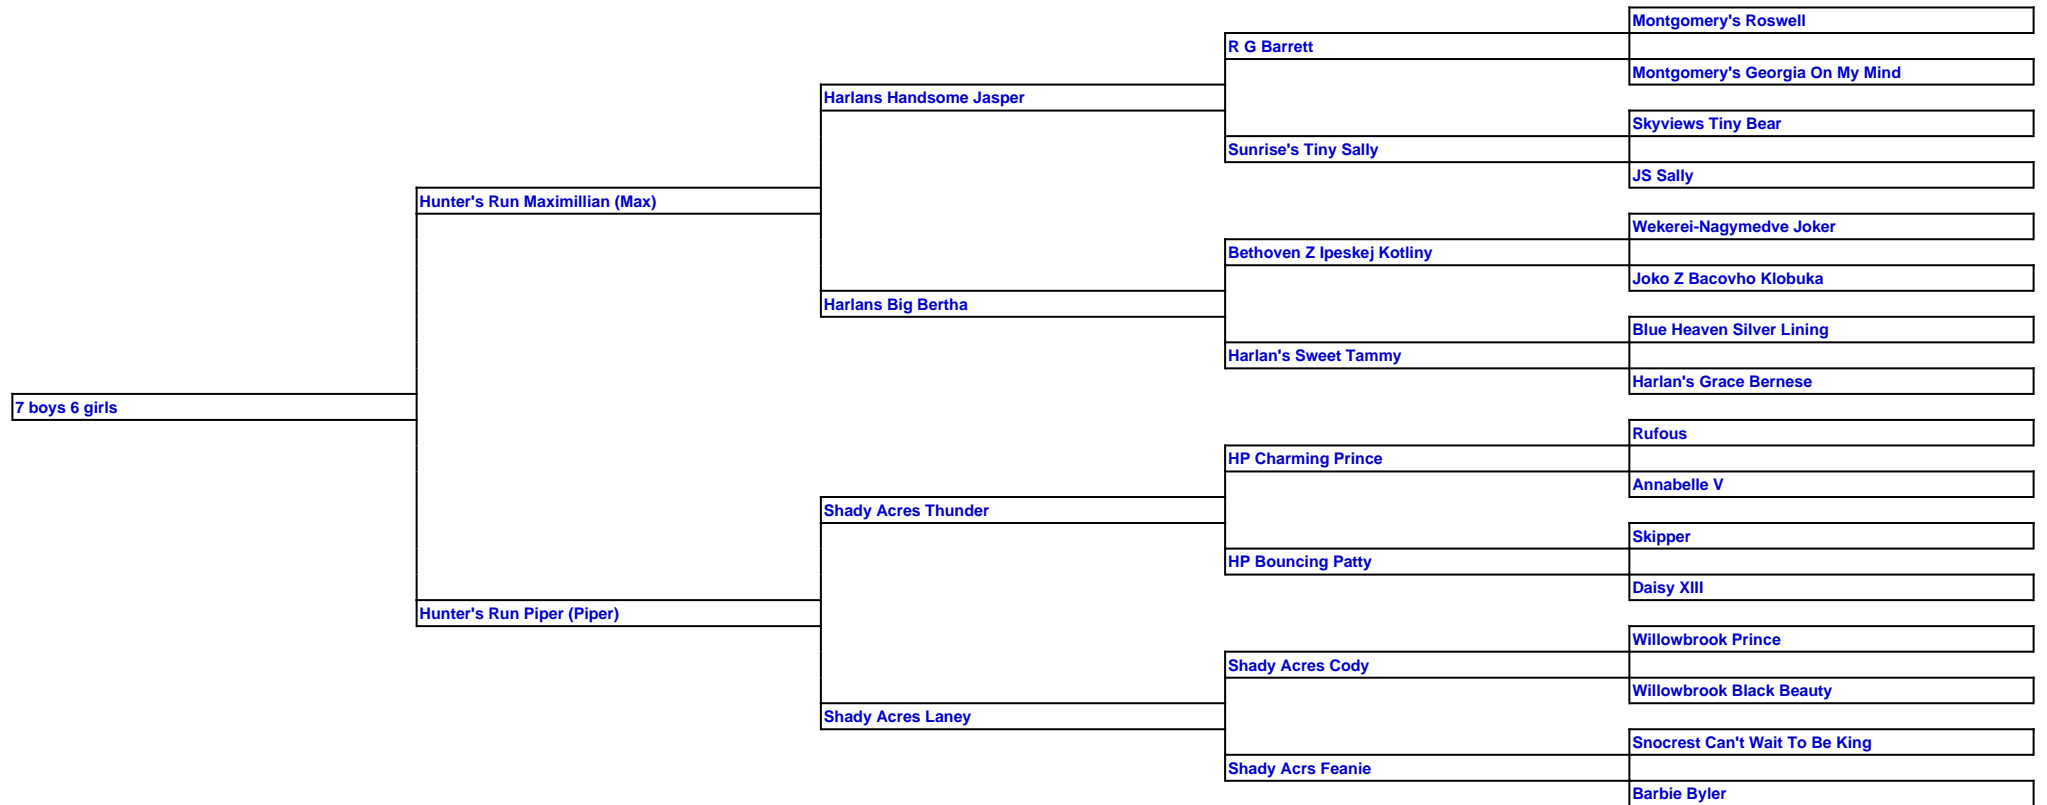 Montgomery's Roswell
R G Barrett
Montgomery's Georgia On My Mind
Harlans Handsome Jasper
Skyviews Tiny Bear
Sunrise's Tiny Sally
JS Sally
Hunter's Run Maximillian (Max)
Wekerei-Nagymedve Joker
Bethoven Z Ipeskej Kotliny
Joko Z Bacovho Klobuka
Harlans Big Bertha
Blue Heaven Silver Lining
Harlan's Sweet Tammy
Harlan's Grace Bernese
7 boys 6 girls
Rufous
HP Charming Prince
Annabelle V
Shady Acres Thunder
Skipper
HP Bouncing Patty
Daisy XIII
Hunter's Run Piper (Piper)
Willowbrook Prince
Shady Acres Cody
Willowbrook Black Beauty
Shady Acres Laney
Snocrest Can't Wait To Be King
Shady Acrs Feanie
Barbie Byler